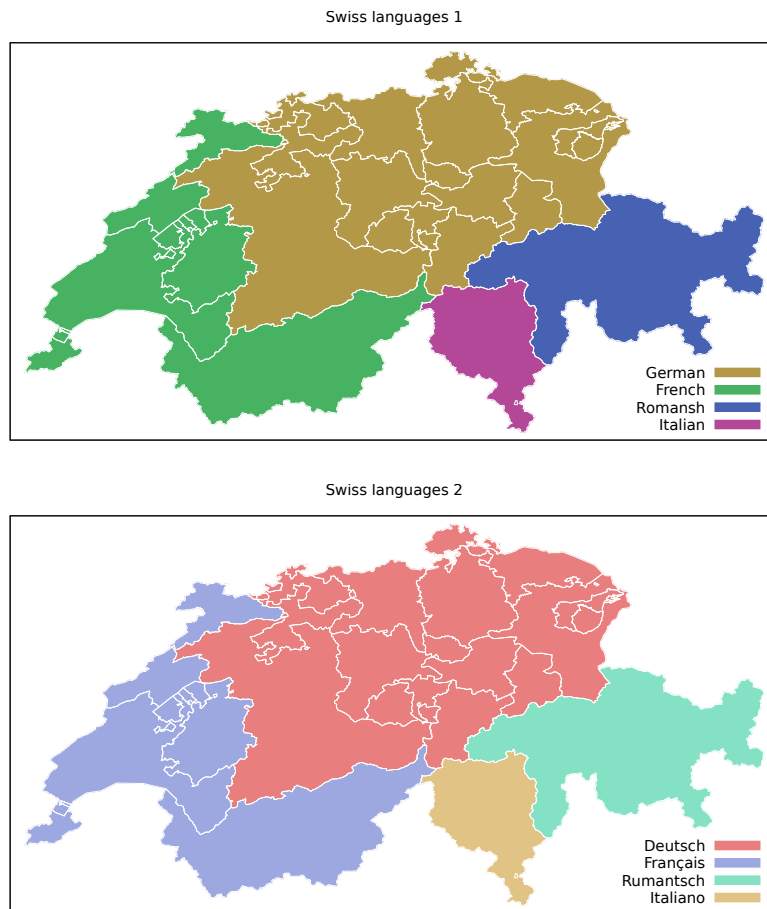 Swiss languages 1
German
French
Romansh
Italian
Swiss languages 2
Deutsch
Français
Rumantsch
Italiano